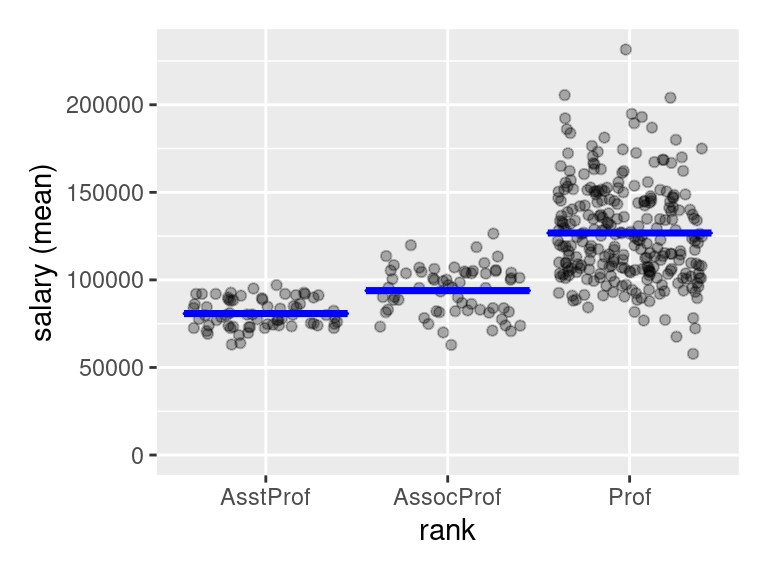 salary (mean)
200000
150000
100000
50000
0
AsstProf
AssocProf
Prof
rank